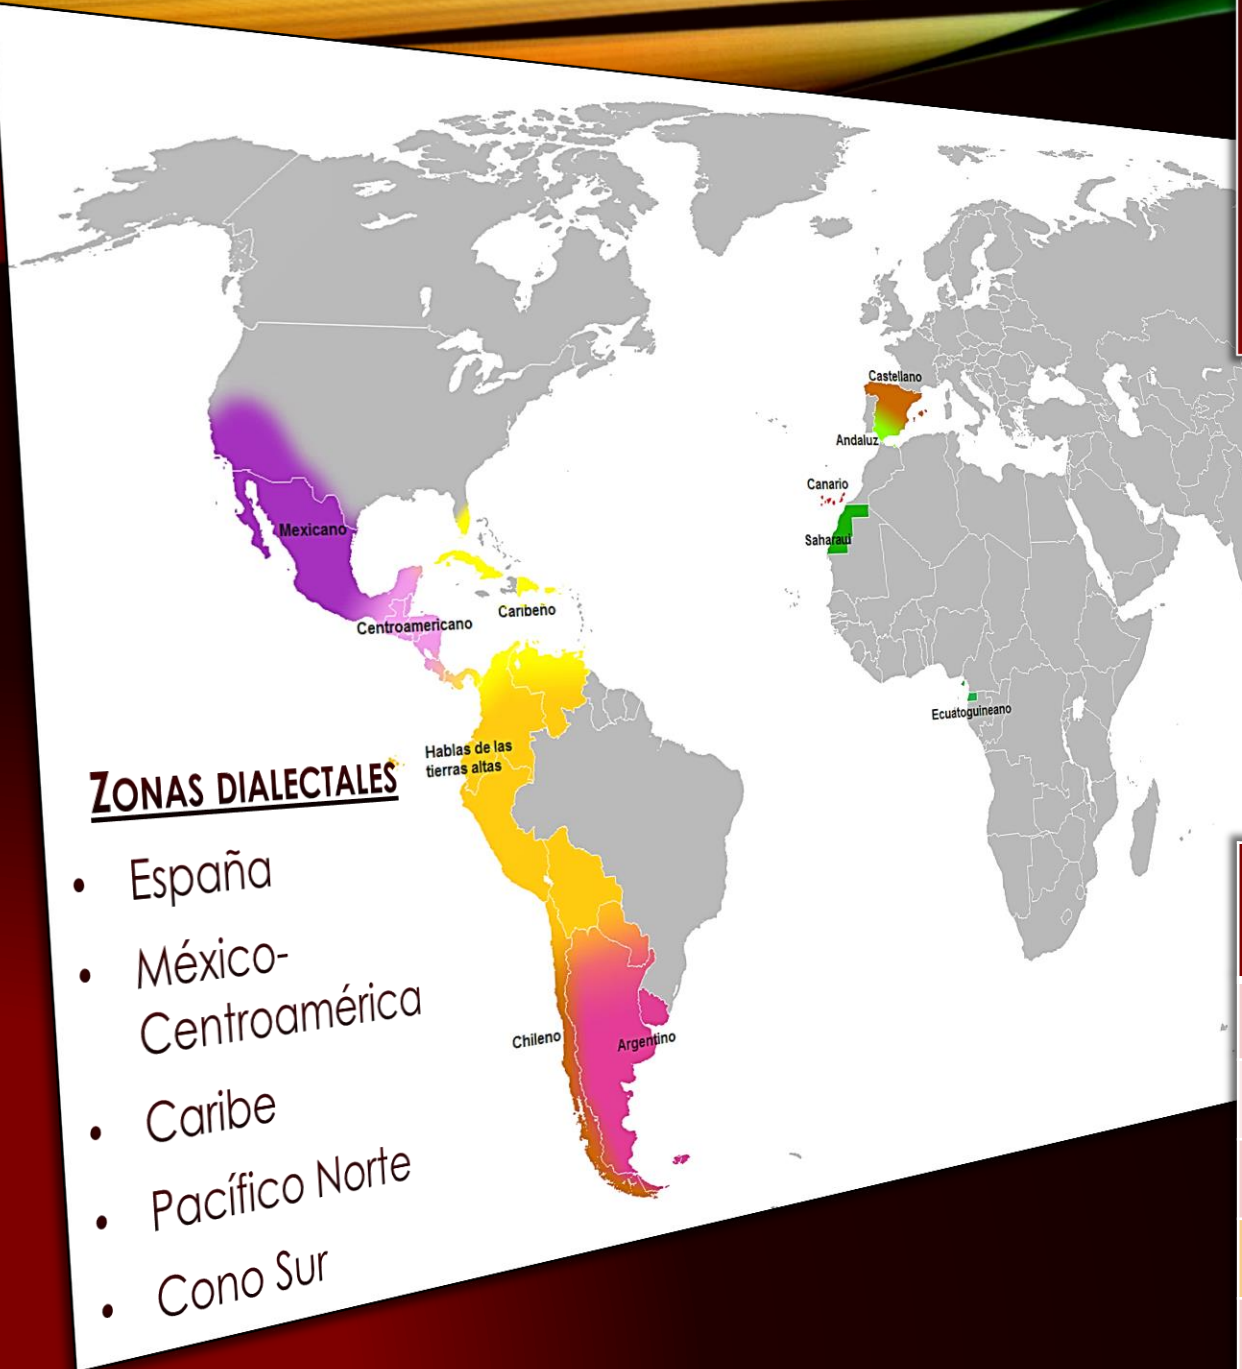 Castellano
Andaluz
Canario
Saharaui
Mexicano
Caribeño
Centroamericano
Ecuatoguineano
Hablas de las
tierras altas
Chileno
Argentino
ZONAS DIALECTALES
• España
• México-
Centroamérica
• Caribe
• Pacífico Norte
• Cono Sur